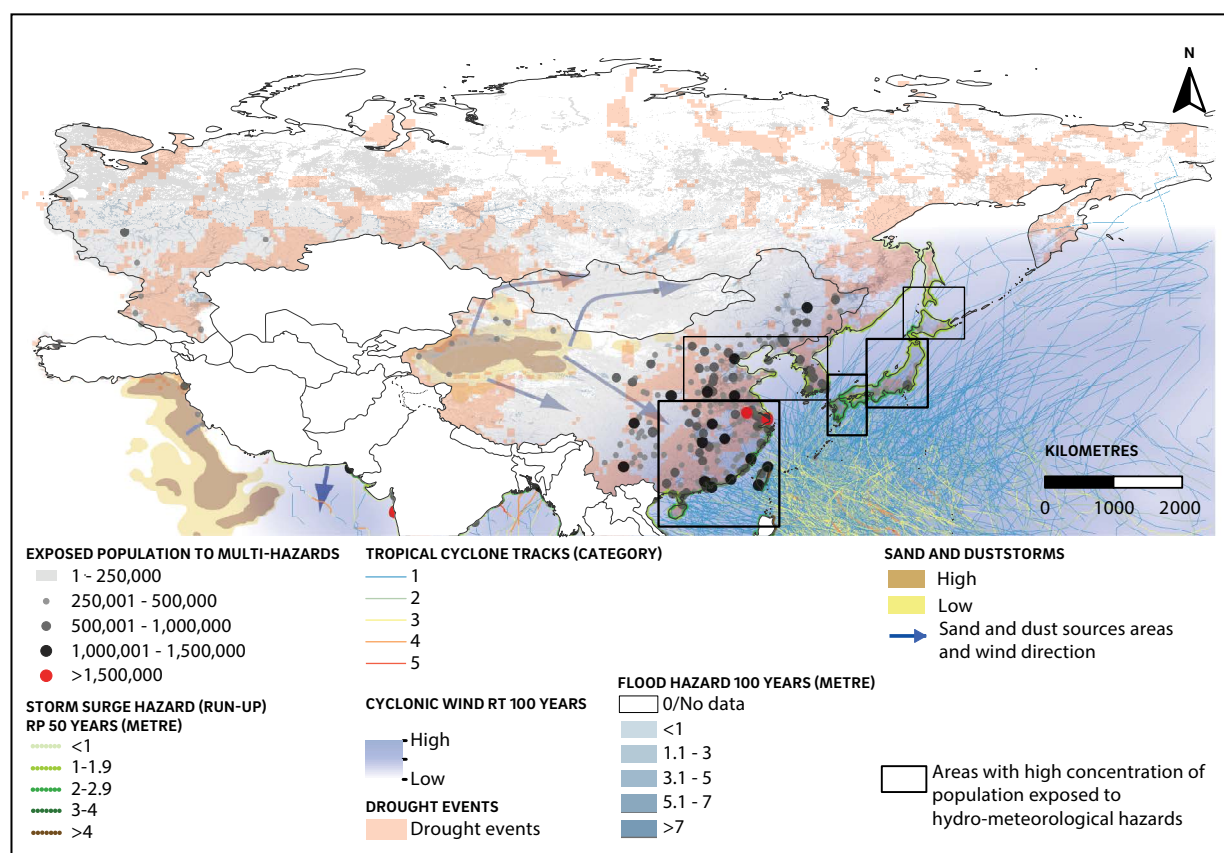 N
KILOMETRES
0 1000 2000
EXPOSED POPULATION TO MULTI-HAZARDS
1 - 250,000
250,001 - 500,000
500,001 - 1,000,000
1,000,001 - 1,500,000
>1,500,000
STORM SURGE HAZARD (RUN-UP)
RP 50 YEARS (METRE)
<1
1-1.9
2-2.9
3-4
>4
TROPICAL CYCLONE TRACKS (CATEGORY)
1
2
3
4
5
CYCLONIC WIND RT 100 YEARS
High
Low
DROUGHT EVENTS
Drought events
FLOOD HAZARD 100 YEARS (METRE)
0/No data
<1
1.1 - 3
3.1 - 5
5.1 - 7
>7
SAND AND DUSTSTORMS
High
Low
Sand and dust sources areas
and wind direction
Areas with high concentration of
population exposed to
hydro-meteorological hazards